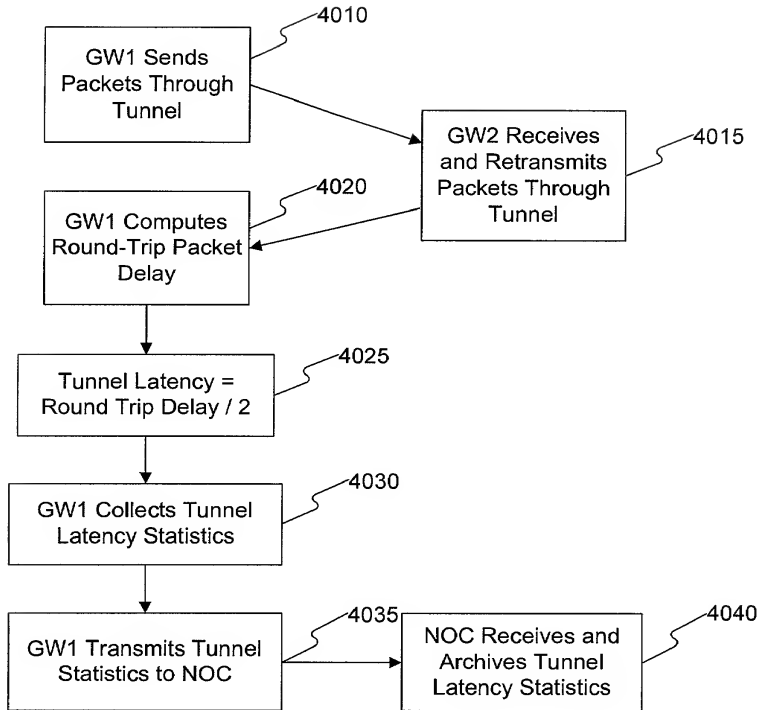 4010
GW1 Sends
Packets Through
Tunnel
GW2 Receives
and Retransmits
Packets Through
Tunnel
4015
4020
GW1 Computes
Round-Trip Packet
Delay
4025
Tunnel Latency =
Round Trip Delay / 2
4030
GW1 Collects Tunnel
Latency Statistics
4035
GW1 Transmits Tunnel
Statistics to NOC
4040
NOC Receives and
Archives Tunnel
Latency Statistics